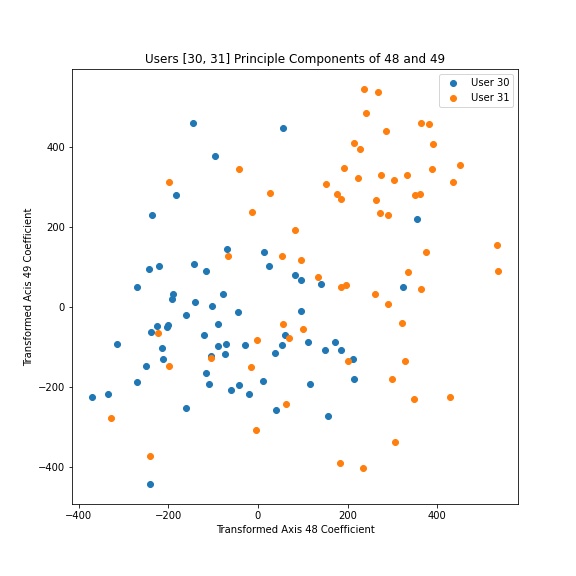 Users [30, 31] Principle Components of 48 and 49
User 30
User 31
Transformed Acis 49 Coefficient
400
200
0
−200
−400
−400
−200
0
200
400
Transformed Axis 48 Coefficient